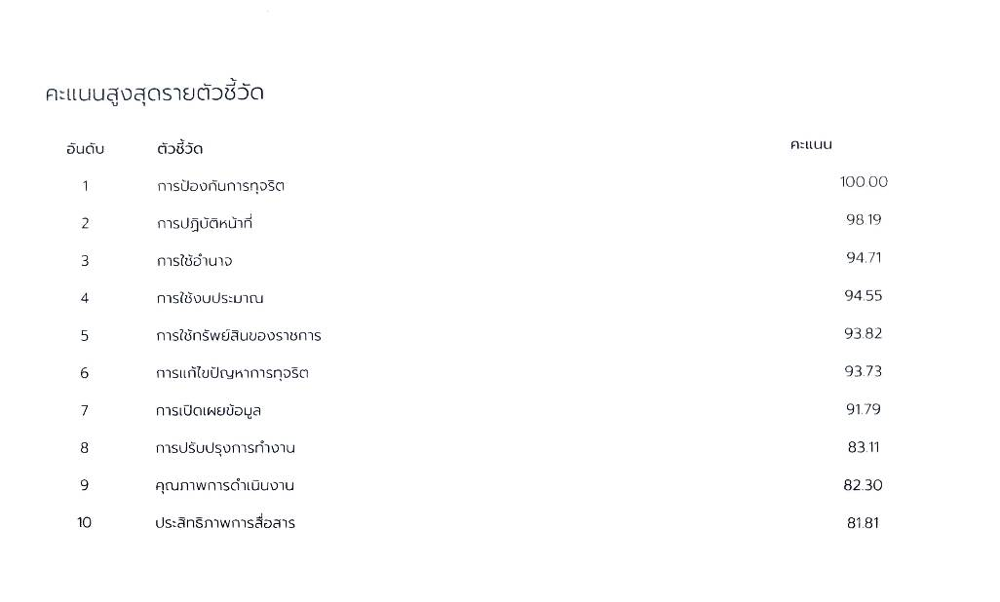 คะแนนสูงสุดรายตัวชี้วัด
อันดับ ตัวชี้วัด คะแนน
1 การป้องกันการทุจริต 100.00
2 การปฏิบัติหน้าที่ 98.19
3 การใช้อำนาจ 94.71
4 การใช้งบประมาณ 94.55
5 การใช้ทรัพย์สินของราชการ 93.82
6 การแก้ไขปัญหาการทุจริต 93.73
7 การเปิดเผยข้อมูล 91.79
8 การปรับปรุงการทำงาน 83.11
9 คุณภาพการดำเนินงาน 82.30
10 ประสิทธิภาพการสื่อสาร 81.81